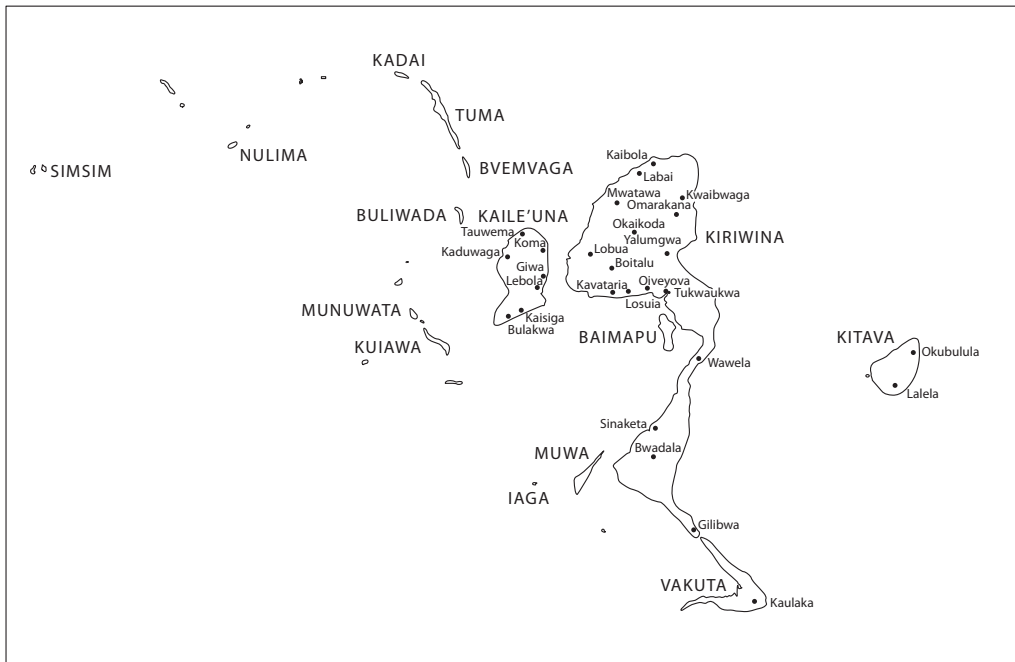 KADAI
TUMA
NULIMA
SIMSIM
BVEMVAGA
Kaibola
Labai
Mwatawa
Kwaibwaga
Omarakana
BULIWADA
KAILE'UNA
Tauwema
Koma
Kaduwaga
Okaikoda
Yalumgwa
KIRIWINA
Lobua
Boitalu
Giwa
Lebola
Kavataria
Oiveyova
Tukwaukwa
Losuia
MUNUWATA
Kaisiga
Bulakwa
BAIMAPU
KUIAWA
KITAVA
Okubulula
Wawela
Lalela
Sinaketa
MUWA
Bwadala
IAGA
Gilibwa
VAKUTA
Kaulaka